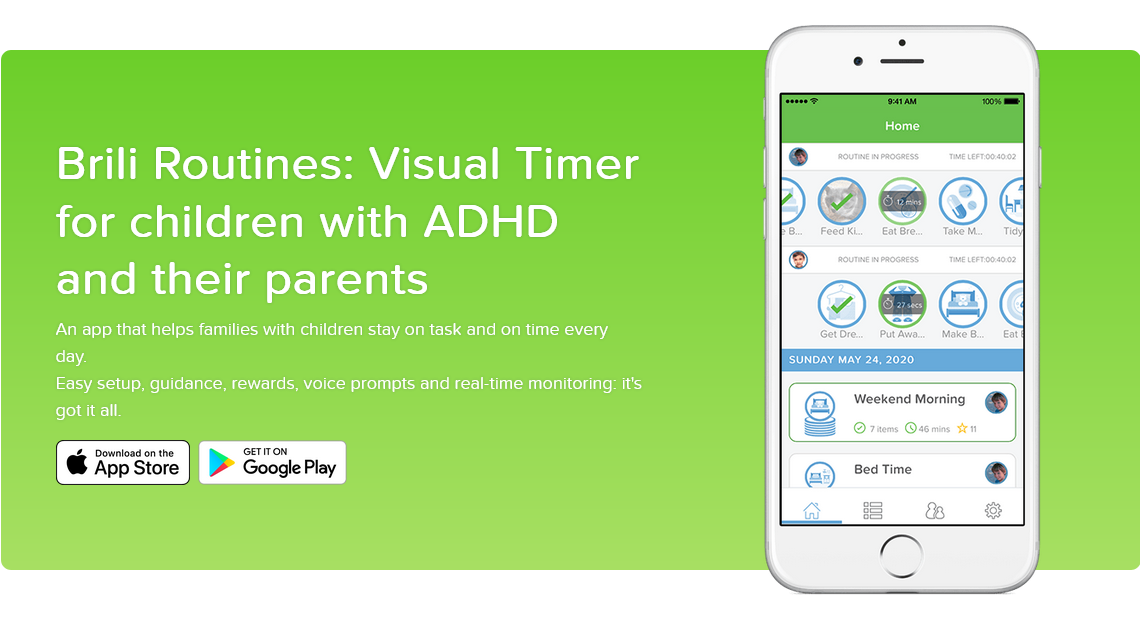 Brili Routines: Visual Timer
for children with ADHD
and their parents
An app that helps families with children stay on task and on time every
day.
Easy setup, guidance, rewards, voice prompts and real-time monitoring: it's
got it all.
Download on the
App Store
GET IT ON
Google Play
9:41 AM
100%
Home
ROUTINE IN PROGRESS
TIME LEFT:00:40:02
12 mins
e B...
Feed Ki...
Eat Bre...
Take M...
Tidy
ROUTINE IN PROGRESS
TIME LEFT:00:40:02
27 secs
Get Dre...
Put Awa...
Make B...
Eat
SUNDAY MAY 24, 2020
Weekend Morning
7 items
46 mins
11
Bed Time